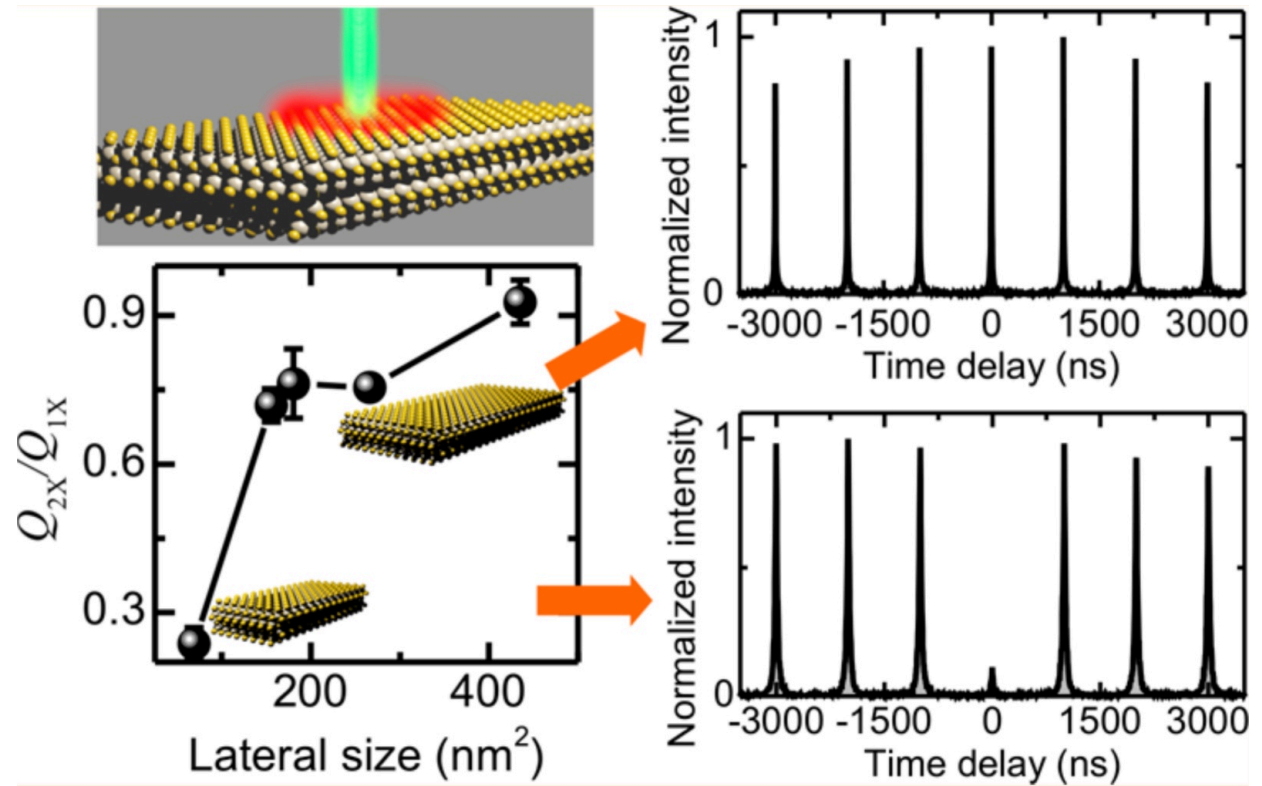 1
0
Normalized intensity
-3000 -1500 0 1500 3000
Time delay (ns)
0.9
0.6
0.3
Q2X/Q1X
200 400
Lateral size (nm²)
1
0
Normalized intensity
-3000 -1500 0 1500 3000
Time delay (ns)